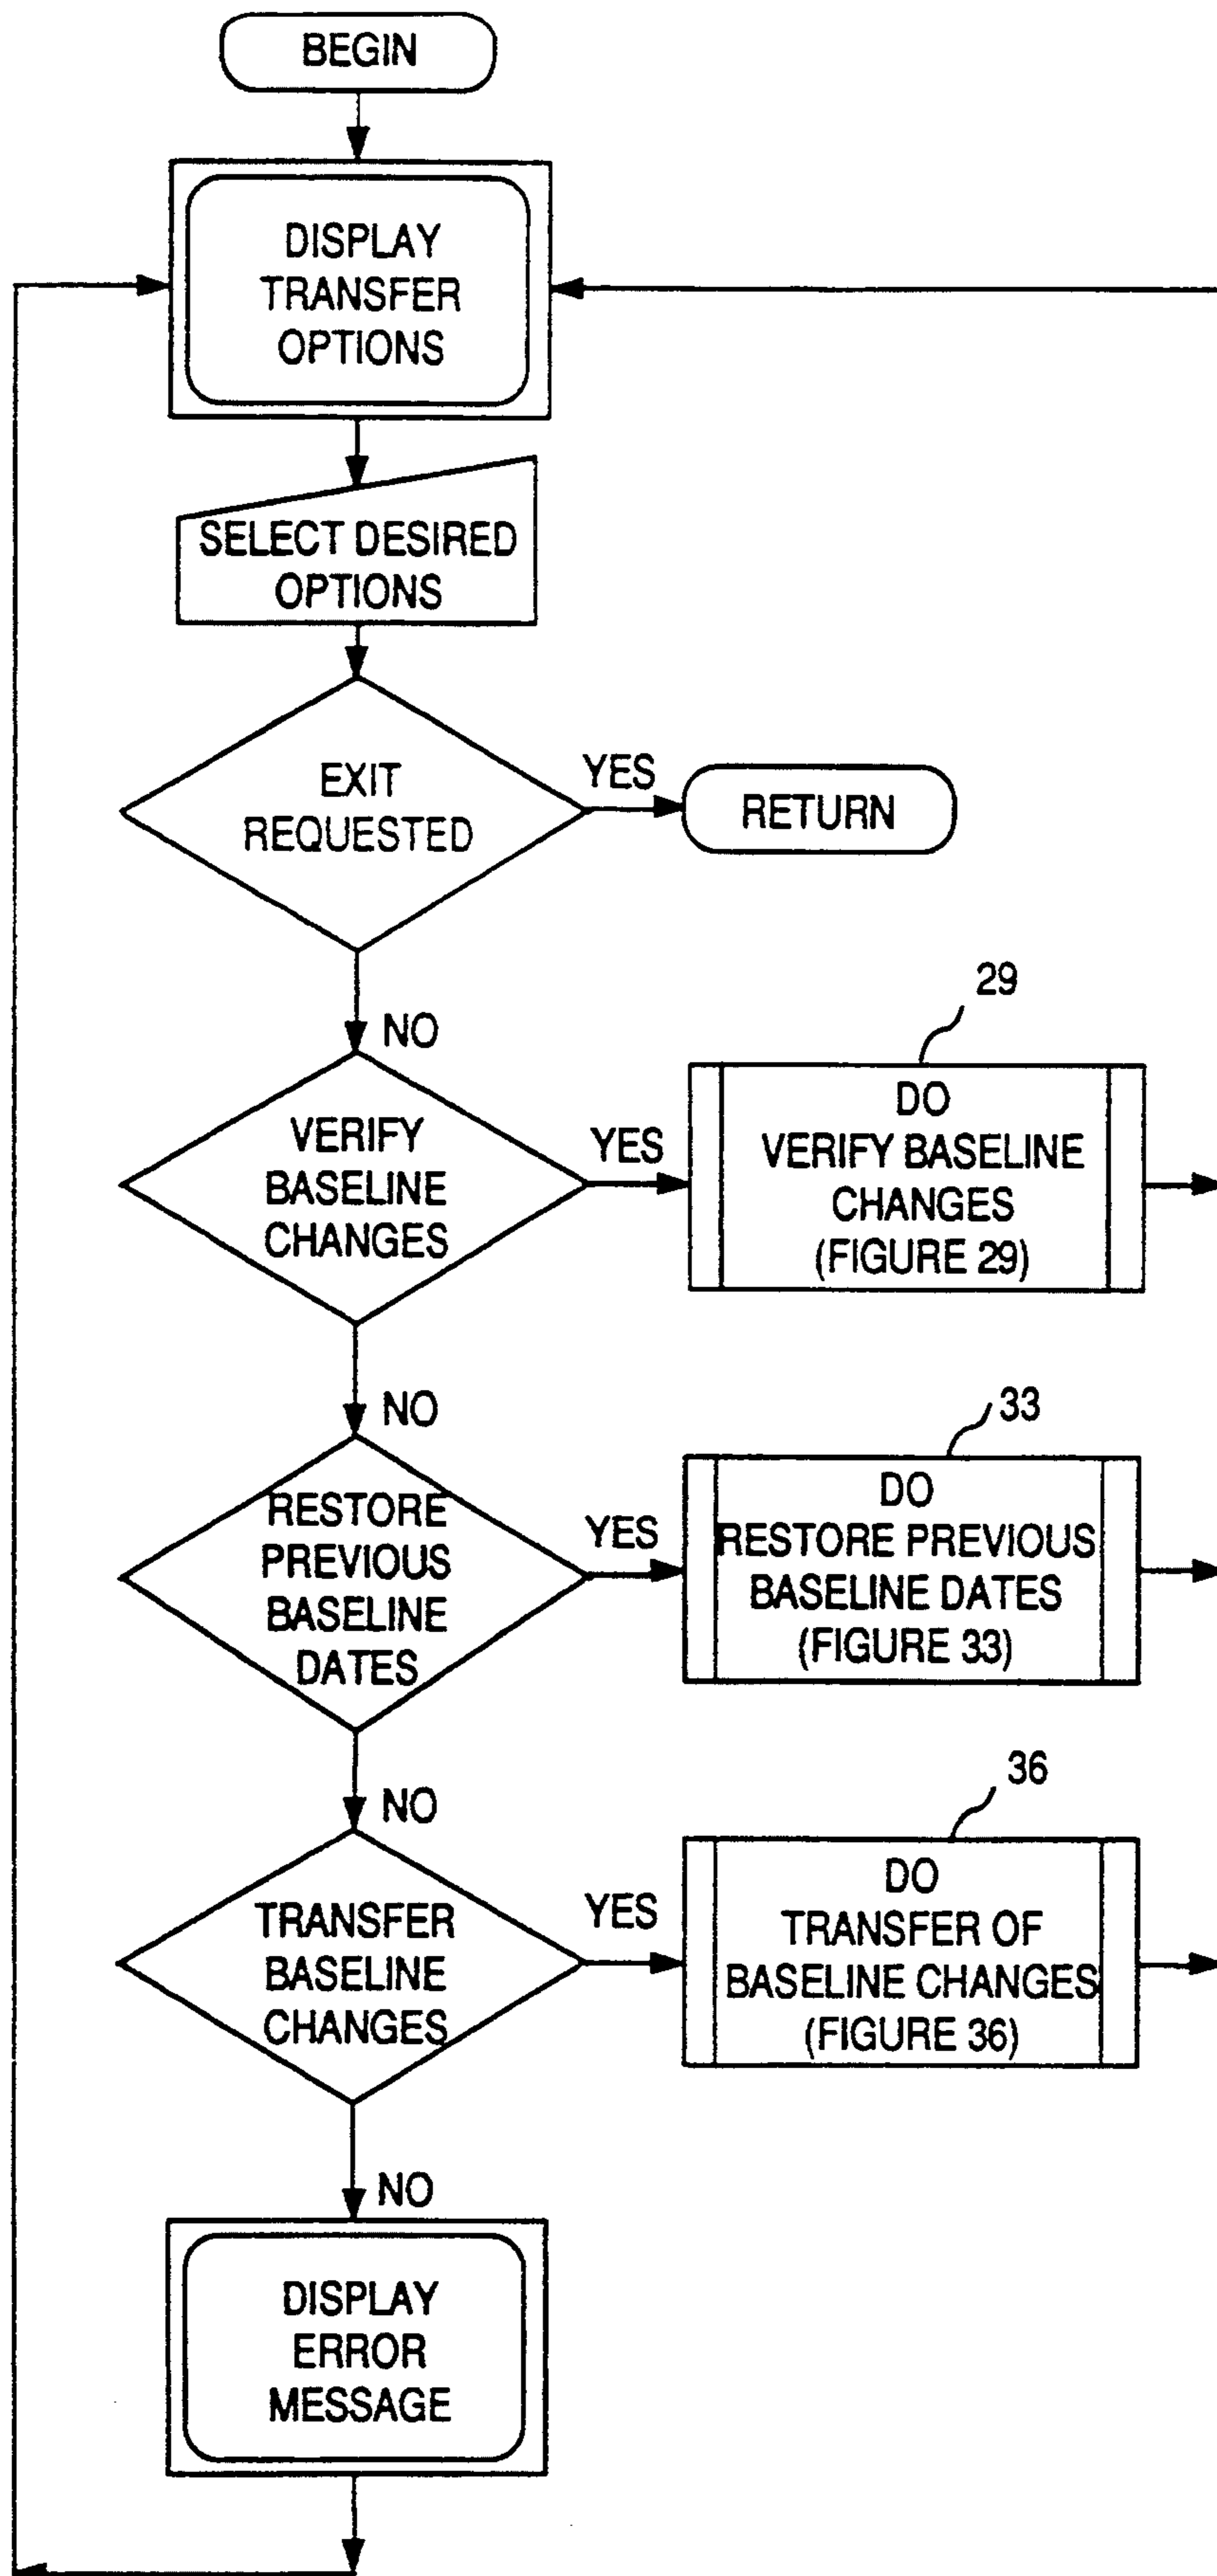 BEGIN
DISPLAY
TRANSFER
OPTIONS
SELECT DESIRED
OPTIONS
EXIT
REQUESTED
YES
RETURN
NO
29
VERIFY
BASELINE
CHANGES
YES
DO
VERIFY BASELINE
CHANGES
(FIGURE 29)
NO
33
RESTORE
PREVIOUS
BASELINE
DATES
YES
DO
RESTORE PREVIOUS
BASELINE DATES
(FIGURE 33)
NO
36
TRANSFER
BASELINE
CHANGES
YES
DO
TRANSFER OF
BASELINE CHANGES
(FIGURE 36)
NO
DISPLAY
ERROR
MESSAGE